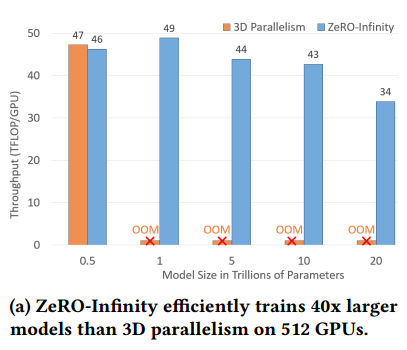 3D Parallelism ZeRO-Infinity
50
40
30
20
10
0
Throughput (TFLOP/GPU)
47 46 49 44 43 34
OOM OOM OOM OOM
0.5 1 5 10 20
Model Size in Trillions of Parameters
(a) ZeRO-Infinity efficiently trains 40x larger
models than 3D parallelism on 512 GPUs.